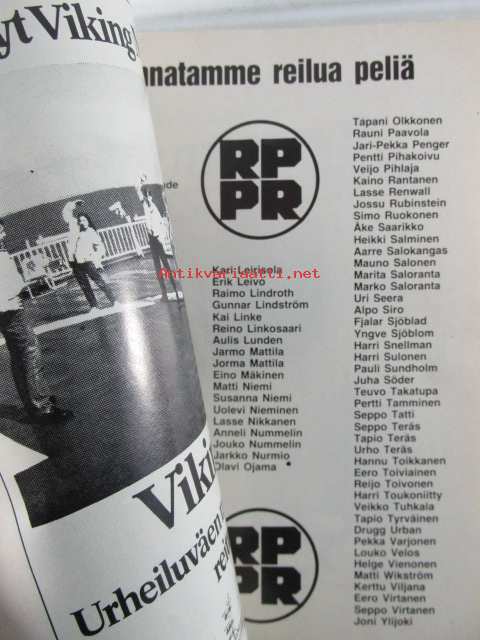 yt Viking
nnatamme reilua peliä
RP
PR
Kari Leirisola
Erik Leivo
Raimo Lindroth
Gunnar Lindström
Kai Linke
Reino Linkosaari
Aulis Lunden
Jarmo Mattila
Jorma Mattila
Eino Mäkinen
Matti Niemi
Susanna Niemi
Uolevi Nieminen
Lasse Nikkanen
Anneli Nummelin
Jouko Nummelin
Jarkko Nurmio
Olavi Ojama
RP
PR
Tapani Olkkonen
Rauni Paavola
Jari-Pekka Penger
Pentti Pihakoivu
Veijo Pihlaja
Kaino Rantanen
Lasse Renwall
Jossu Rubinstein
Simo Ruokonen
Åke Saarikko
Heikki Salminen
Aarre Salokangas
Mauno Salonen
Marita Saloranta
Marko Saloranta
Uri Seera
Alpo Siro
Fjalar Sjöblad
Yngve Sjöblom
Harri Snellman
Harri Sulonen
Pauli Sundholm
Juha Söder
Teuvo Takatupa
Pertti Tamminen
Seppo Tatti
Seppo Teräs
Tapio Teräs
Urho Teräs
Hannu Toikkanen
Eero Toiviainen
Reijo Toivonen
Harri Toukoniitty
Veikko Tuhkala
Tapio Tyrväinen
Drugg Urban
Pekka Varjonen
Louko Velos
Helge Vienonen
Matti Wikström
Kerttu Viljana
Eero Virtanen
Seppo Virtanen
Joni Ylijoki
Viki
Urheiluväen
Antikvariaatti.net